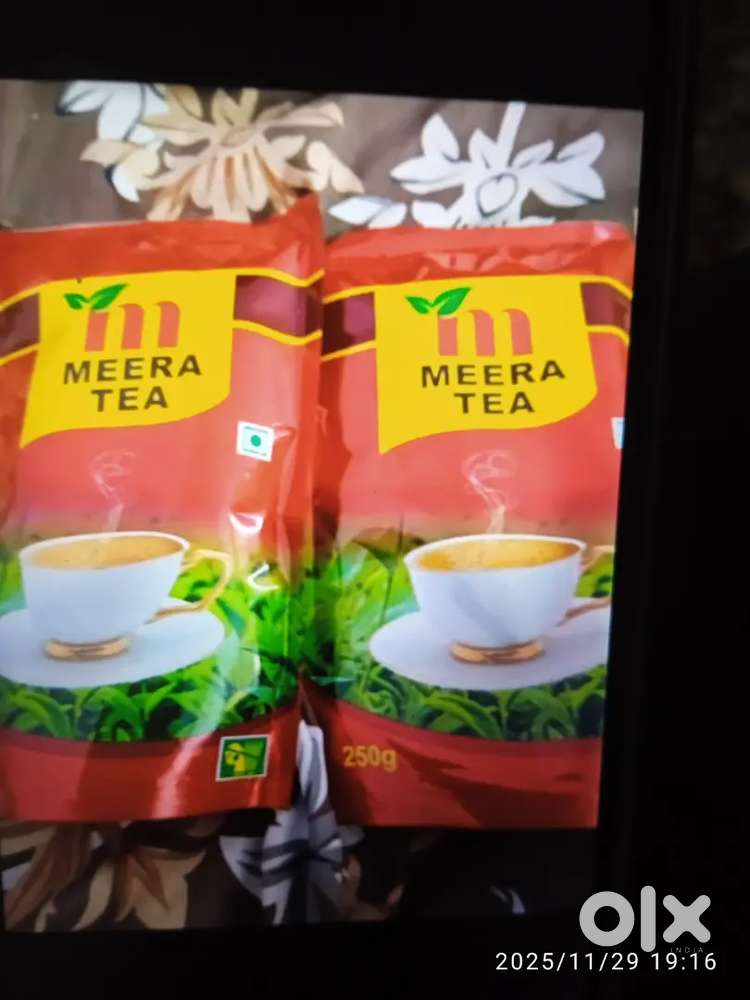 m
MEERA
TEA
m
MEERA
TEA
250g
olx
INDIA
2025/11/29 19:16